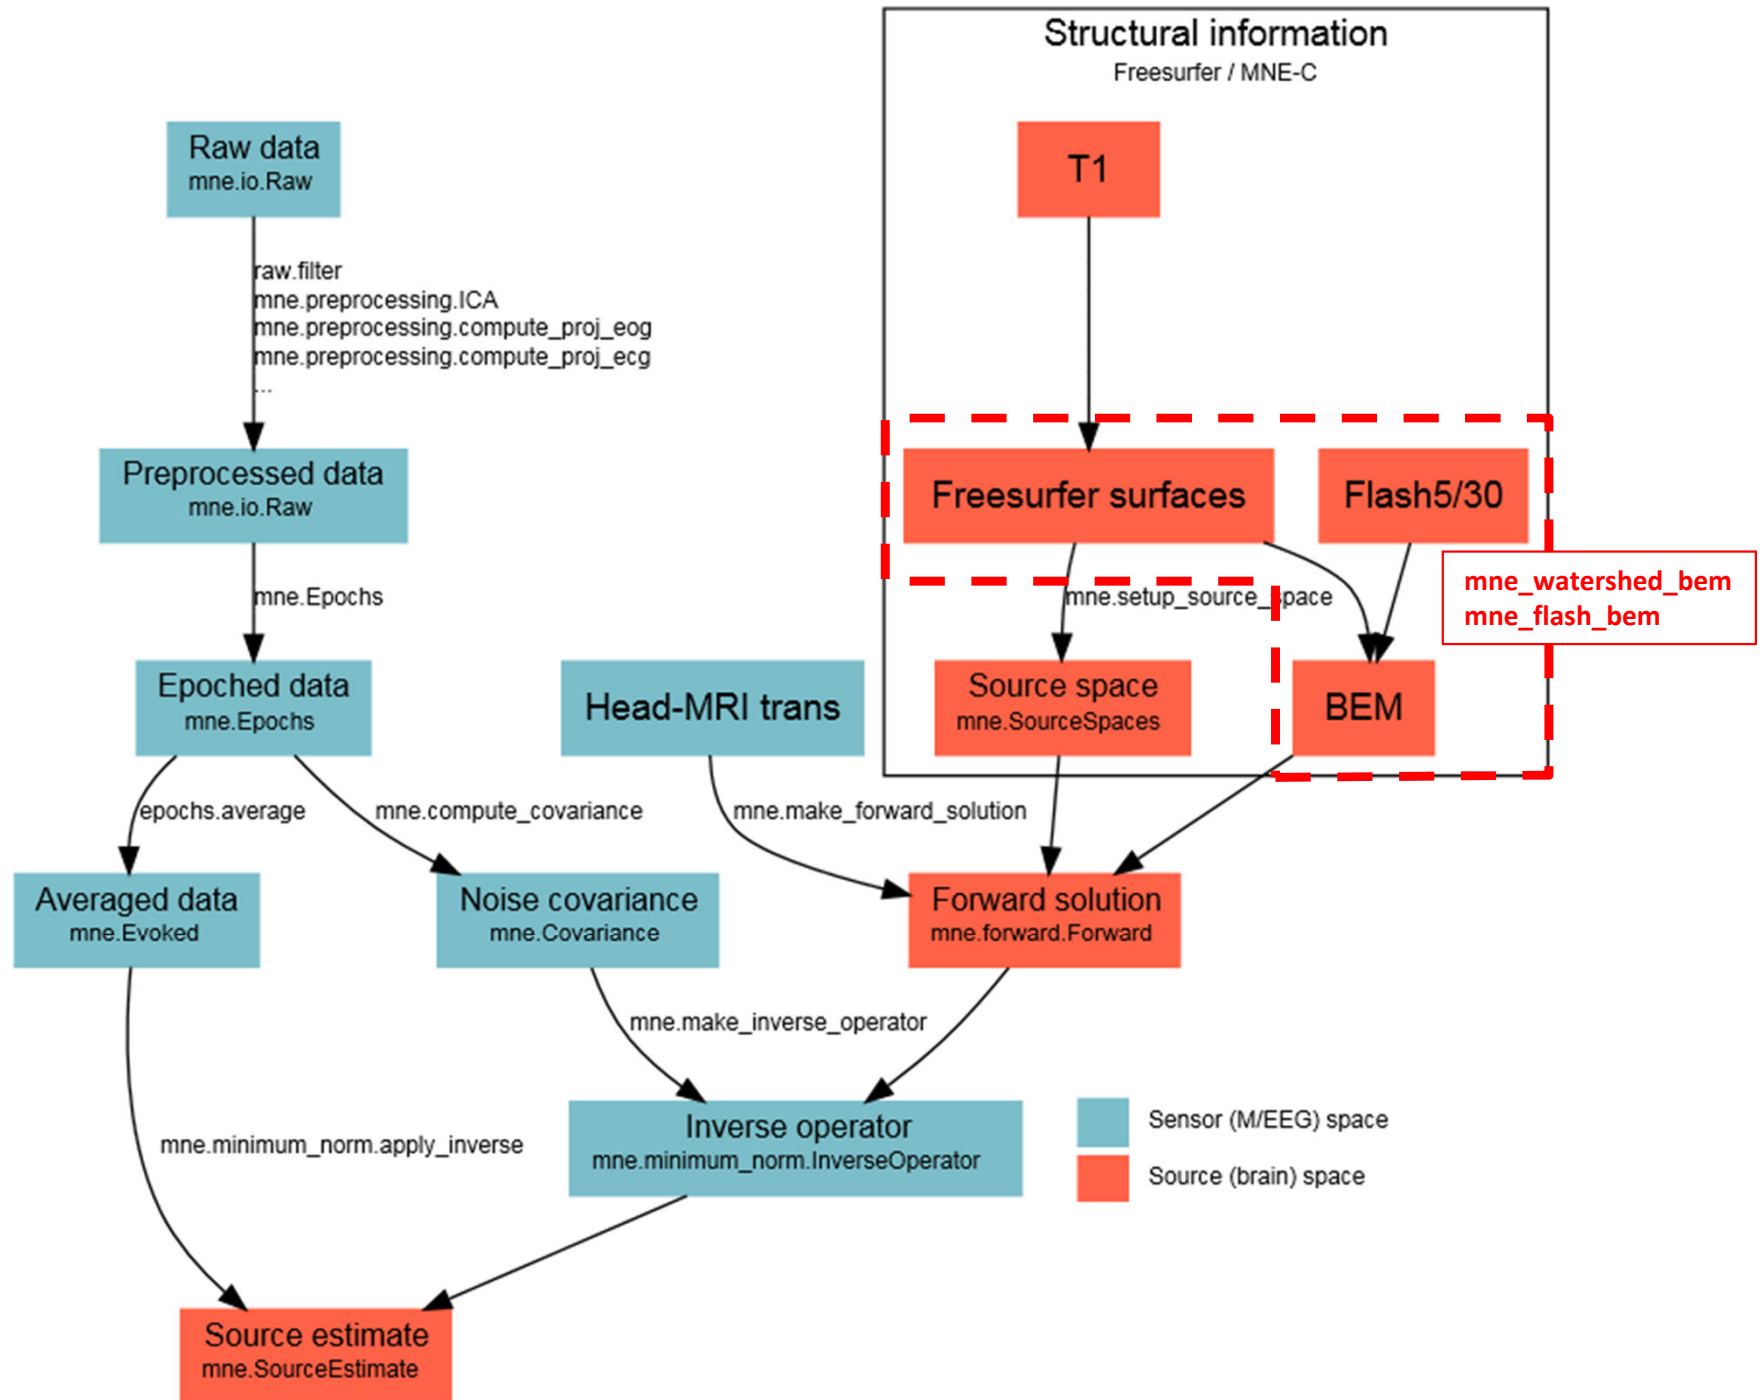 Structural information
Freesurfer / MNE-C
Raw data
mne.io.Raw
T1
raw.filter
mne.preprocessing.ICA
mne.preprocessing.compute_proj_eog
mne.preprocessing.compute_proj_ecg
...
Preprocessed data
mne.io.Raw
Freesurfer surfaces
Flash5/30
mne.Epochs
mne.setup_source_space
mne_watershed_bem
mne_flash_bem
Epoched data
mne.Epochs
Head-MRI trans
Source space
mne.SourceSpaces
BEM
epochs.average
mne.compute_covariance
mne.make_forward_solution
Averaged data
mne.Evoked
Noise covariance
mne.Covariance
Forward solution
mne.forward.Forward
mne.make_inverse_operator
mne.minimum_norm.apply_inverse
Inverse operator
mne.minimum_norm.InverseOperator
Sensor (M/EEG) space
Source (brain) space
Source estimate
mne.SourceEstimate